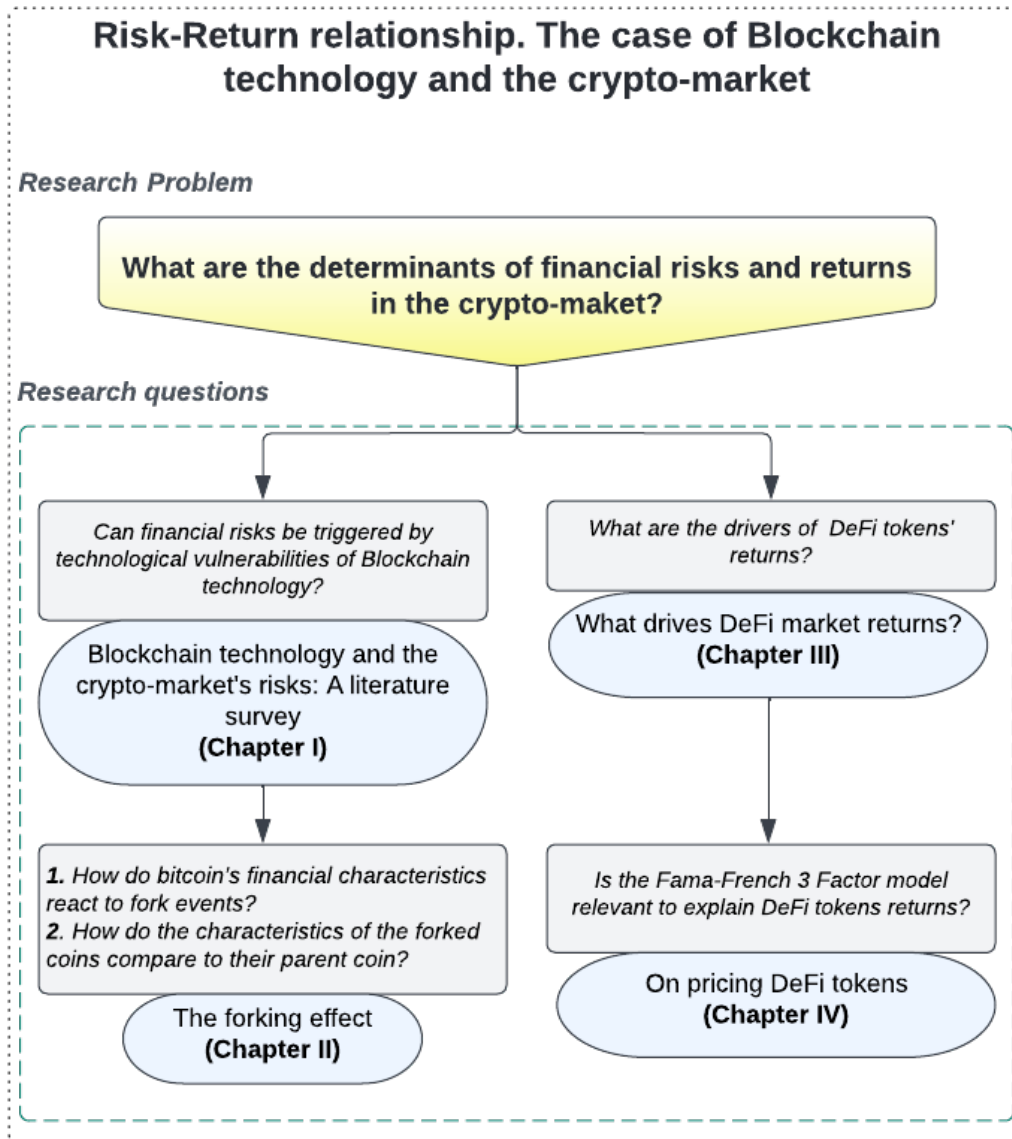 Risk-Return relationship. The case of Blockchain
technology and the crypto-market
Research Problem
What are the determinants of financial risks and returns
in the crypto-maket?
Research questions
Can financial risks be triggered by
technological vulnerabilities of Blockchain
technology?
Blockchain technology and the
crypto-market's risks: A literature
survey
(Chapter I)
1. How do bitcoin's financial characteristics
react to fork events?
2. How do the characteristics of the forked
coins compare to their parent coin?
The forking effect
(Chapter II)
What are the drivers of DeFi tokens'
returns?
What drives DeFi market returns?
(Chapter III)
Is the Fama-French 3 Factor model
relevant to explain DeFi tokens returns?
On pricing DeFi tokens
(Chapter IV)